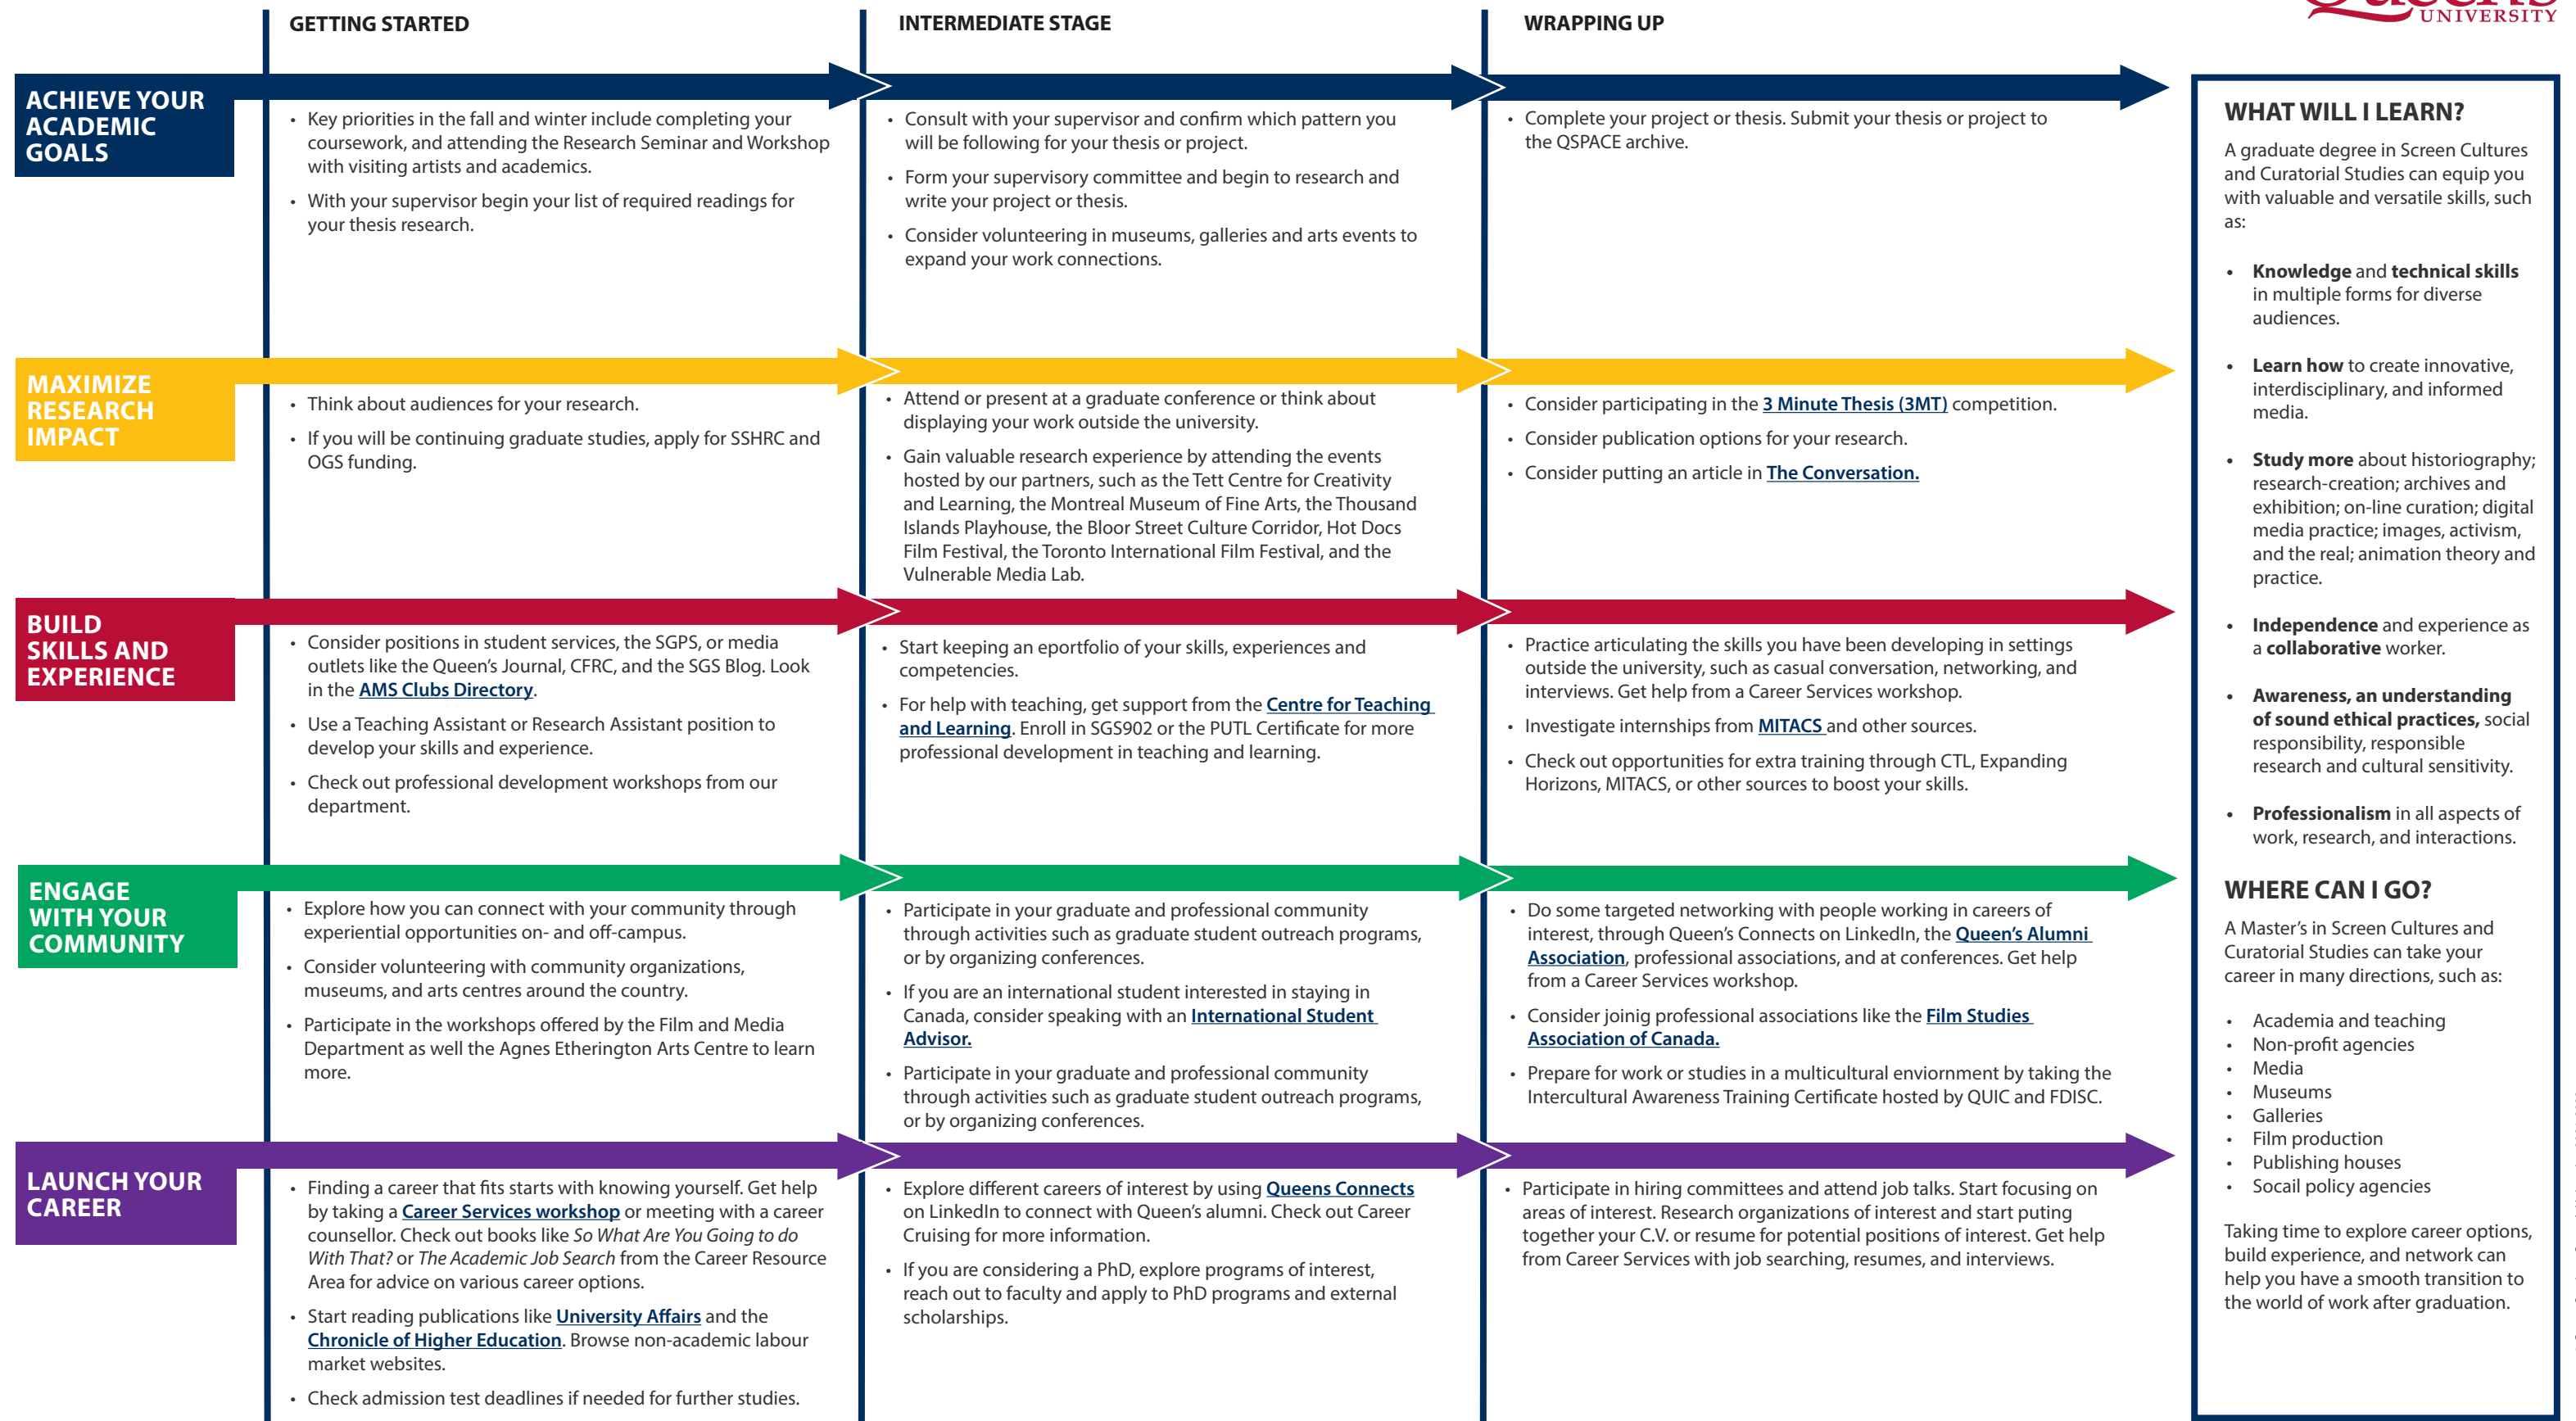 GETTING STARTED
INTERMEDIATE STAGE
WRAPPING UP
UNIVERSITY
ACHIEVE YOUR
ACADEMIC
GOALS
• Key priorities in the fall and winter include completing your
coursework, and attending the Research Seminar and Workshop
with visiting artists and academics.
• With your supervisor begin your list of required readings for
your thesis research.
• Consult with your supervisor and confirm which pattern you
will be following for your thesis or project.
• Form your supervisory committee and begin to research and
write your project or thesis.
• Consider volunteering in museums, galleries and arts events to
expand your work connections.
• Complete your project or thesis. Submit your thesis or project to
the QSPACE archive.
MAXIMIZE
RESEARCH
IMPACT
• Think about audiences for your research.
• If you will be continuing graduate studies, apply for SSHRC and
OGS funding.
• Attend or present at a graduate conference or think about
displaying your work outside the university.
• Gain valuable research experience by attending the events
hosted by our partners, such as the Tett Centre for Creativity
and Learning, the Montreal Museum of Fine Arts, the Thousand
Islands Playhouse, the Bloor Street Culture Corridor, Hot Docs
Film Festival, the Toronto International Film Festival, and the
Vulnerable Media Lab.
• Consider participating in the 3 Minute Thesis (3MT) competition.
• Consider publication options for your research.
• Consider putting an article in The Conversation.
BUILD
SKILLS AND
EXPERIENCE
• Consider positions in student services, the SGPS, or media
outlets like the Queen's Journal, CFRC, and the SGS Blog. Look
in the AMS Clubs Directory.
• Use a Teaching Assistant or Research Assistant position to
develop your skills and experience.
• Check out professional development workshops from our
department.
• Start keeping an eportfolio of your skills, experiences and
competencies.
• For help with teaching, get support from the Centre for Teaching
and Learning. Enroll in SGS902 or the PUTL Certificate for more
professional development in teaching and learning.
• Practice articulating the skills you have been developing in settings
outside the university, such as casual conversation, networking, and
interviews. Get help from a Career Services workshop.
• Investigate internships from MITACS and other sources.
• Check out opportunities for extra training through CTL, Expanding
Horizons, MITACS, or other sources to boost your skills.
ENGAGE
WITH YOUR
COMMUNITY
• Explore how you can connect with your community through
experiential opportunities on- and off-campus.
• Consider volunteering with community organizations,
museums, and arts centres around the country.
• Participate in the workshops offered by the Film and Media
Department as well the Agnes Etherington Arts Centre to learn
more.
• Participate in your graduate and professional community
through activities such as graduate student outreach programs,
or by organizing conferences.
• If you are an international student interested in staying in
Canada, consider speaking with an International Student
Advisor.
• Participate in your graduate and professional community
through activities such as graduate student outreach programs,
or by organizing conferences.
• Do some targeted networking with people working in careers of
interest, through Queen's Connects on LinkedIn, the Queen's Alumni
Association, professional associations, and at conferences. Get help
from a Career Services workshop.
• Consider joinig professional associations like the Film Studies
Association of Canada.
• Prepare for work or studies in a multicultural enviornment by taking the
Intercultural Awareness Training Certificate hosted by QUIC and FDISC.
LAUNCH YOUR
CAREER
• Finding a career that fits starts with knowing yourself. Get help
by taking a Career Services workshop or meeting with a career
counsellor. Check out books like So What Are You Going to do
With That? or The Academic Job Search from the Career Resource
Area for advice on various career options.
• Start reading publications like University Affairs and the
Chronicle of Higher Education. Browse non-academic labour
market websites.
• Check admission test deadlines if needed for further studies.
• Explore different careers of interest by using Queens Connects
on LinkedIn to connect with Queen's alumni. Check out Career
Cruising for more information.
• If you are considering a PhD, explore programs of interest,
reach out to faculty and apply to PhD programs and external
scholarships.
• Participate in hiring committees and attend job talks. Start focusing on
areas of interest. Research organizations of interest and start puting
together your C.V. or resume for potential positions of interest. Get help
from Career Services with job searching, resumes, and interviews.
WHAT WILL I LEARN?
A graduate degree in Screen Cultures
and Curatorial Studies can equip you
with valuable and versatile skills, such
as:
• Knowledge and technical skills
in multiple forms for diverse
audiences.
• Learn how to create innovative,
interdisciplinary, and informed
media.
• Study more about historiography;
research-creation; archives and
exhibition; on-line curation; digital
media practice; images, activism,
and the real; animation theory and
practice.
• Independence and experience as
a collaborative worker.
• Awareness, an understanding
of sound ethical practices, social
responsibility, responsible
research and cultural sensitivity.
• Professionalism in all aspects of
work, research, and interactions.
WHERE CAN I GO?
A Master's in Screen Cultures and
Curatorial Studies can take your
career in many directions, such as:
• Academia and teaching
• Non-profit agencies
• Media
• Museums
• Galleries
• Film production
• Publishing houses
• Socail policy agencies
Taking time to explore career options,
build experience, and network can
help you have a smooth transition to
the world of work after graduation.